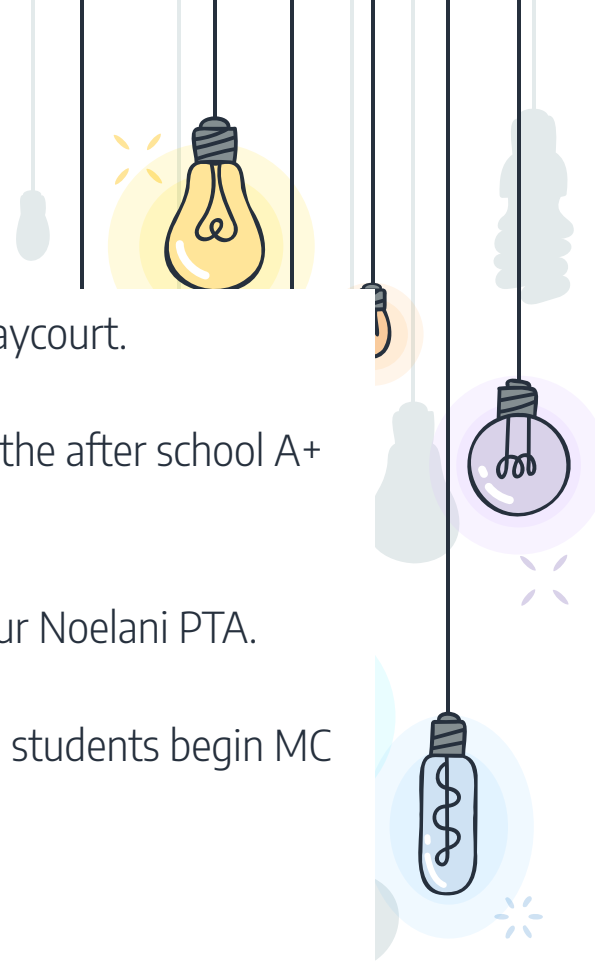 aycourt.
the after school A+
ur Noelani PTA.
students begin MC